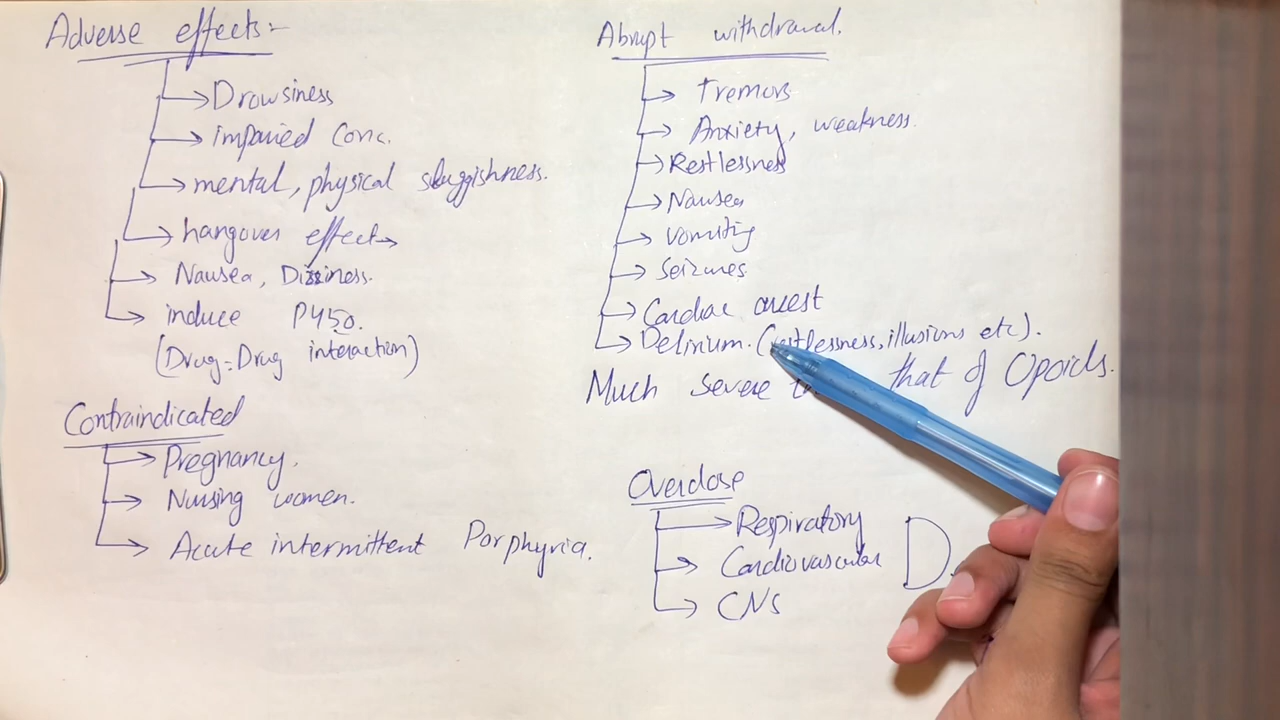 Adverse effects:-
Drowsiness
imparied Conc.
mental, physical sluggishness.
hangover effect
Nausea, Dizziness.
induce P450.
(Drug-Drug interaction)
Contraindicated
Pregnancy.
Nursing women.
Acute intermittent Porphyria.
Abrupt withdrawal.
Tremors
Anxiety, weakness.
Restlessness
Nausea
vomiting
Seizures
Cardiac arrest
Delirium. (restlessness, illusions etc).
Much severe that of Opoids.
Overdose
Respiratory
Cardiovascular
CNS
D.